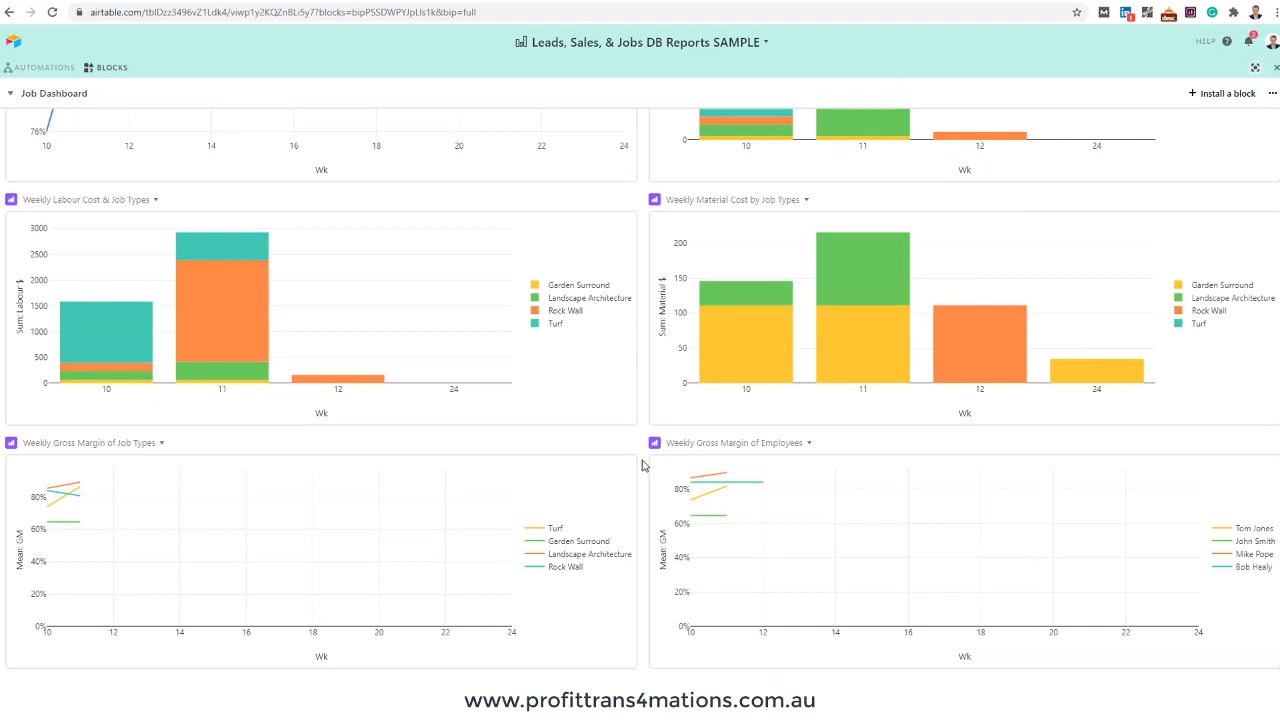 airtable.com/tblDzz3496vZ1Ldk4/viwp1y2KQZnBLi5y7?blocks=bipPSSDWPYJpLIs1k&bip=full
Leads, Sales, & Jobs DB Reports SAMPLE
HELP
2
AUTOMATIONS
BLOCKS
Job Dashboard
+ Install a block
76%
10 12 14 16 18 20 22 24
Wk
0
10 11 12 24
Wk
Weekly Labour Cost & Job Types
3000
2500
2000
1500
1000
500
0
Sum: Labour $
10 11 12 24
Wk
Garden Surround
Landscape Architecture
Rock Wall
Turf
Weekly Material Cost by Job Types
200
150
100
50
0
Sum: Material $
10 11 12 24
Wk
Garden Surround
Landscape Architecture
Rock Wall
Turf
Weekly Gross Margin of Job Types
80%
60%
40%
20%
0%
Mean: GM
10 12 14 16 18 20 22 24
Wk
Turf
Garden Surround
Landscape Architecture
Rock Wall
Weekly Gross Margin of Employees
80%
60%
40%
20%
0%
Mean: GM
10 12 14 16 18 20 22 24
Wk
Tom Jones
John Smith
Mike Pope
Bob Healy
www.profittrans4mations.com.au